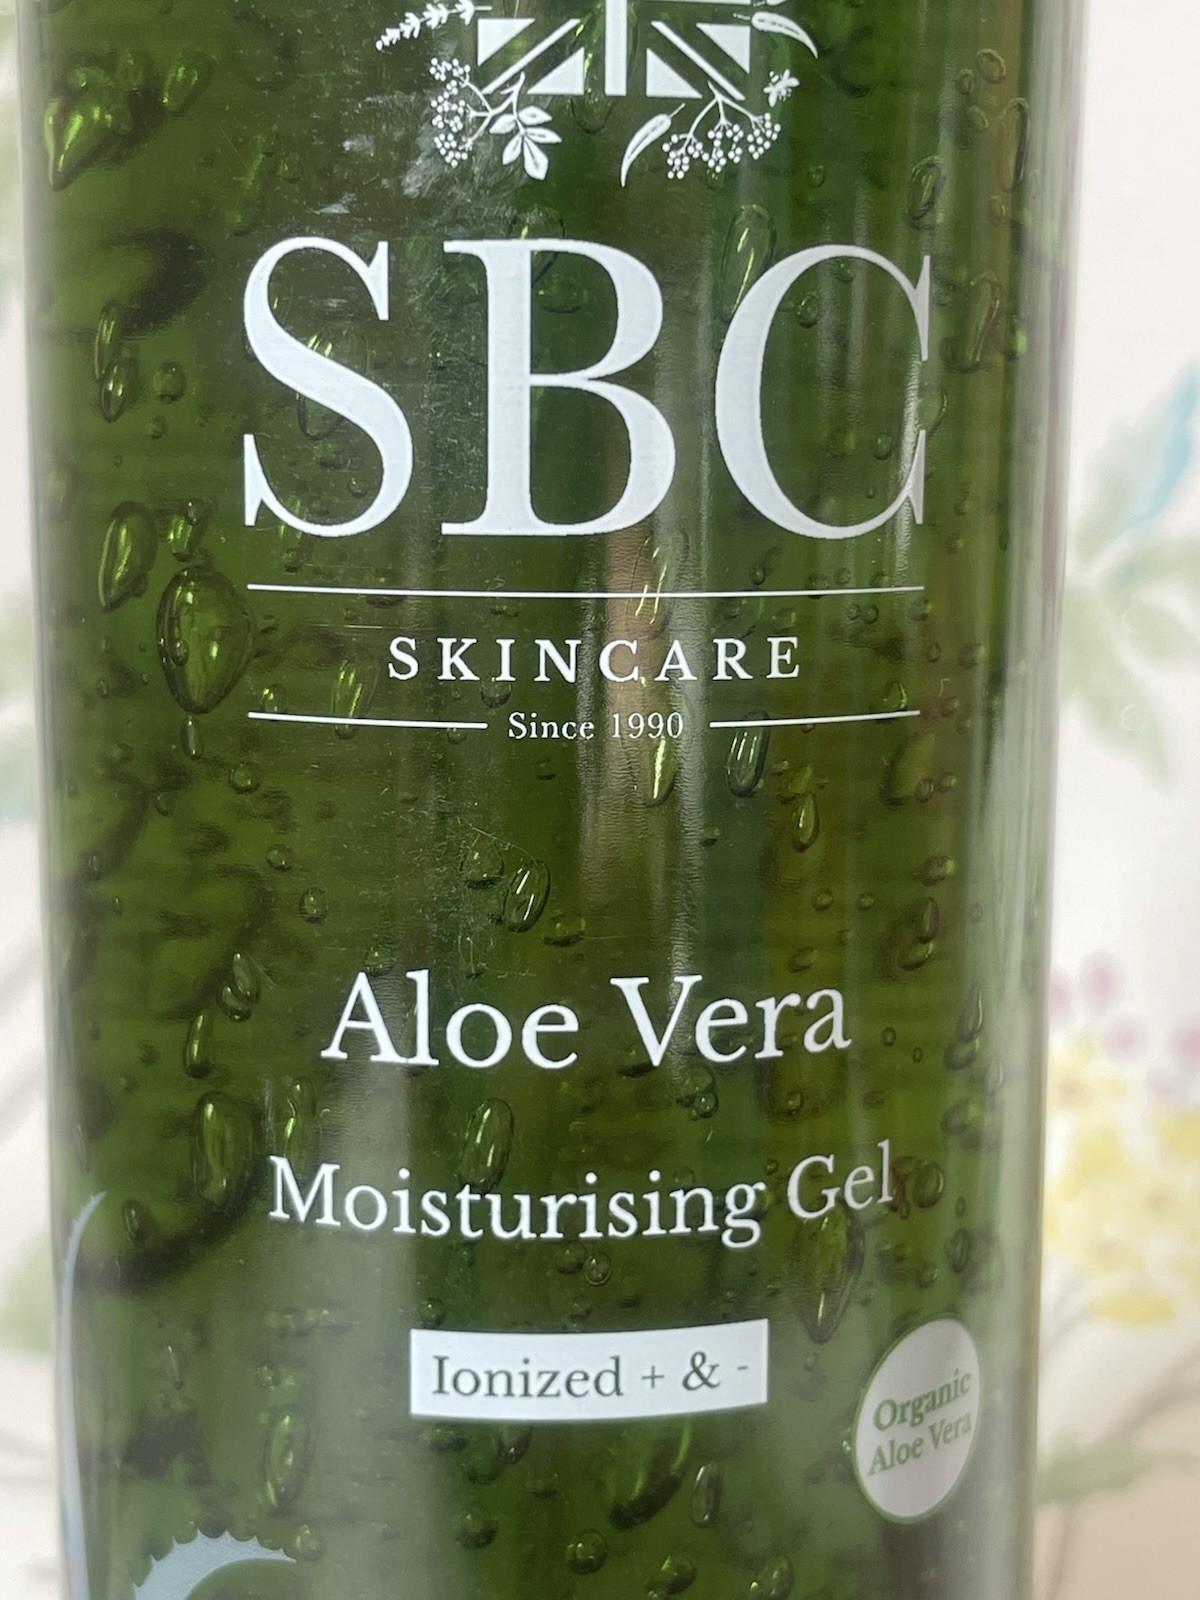 SBC
SKINCARE
Since 1990
Aloe Vera
Moisturising Gel
Ionized + & -
Organic
Aloe Vera